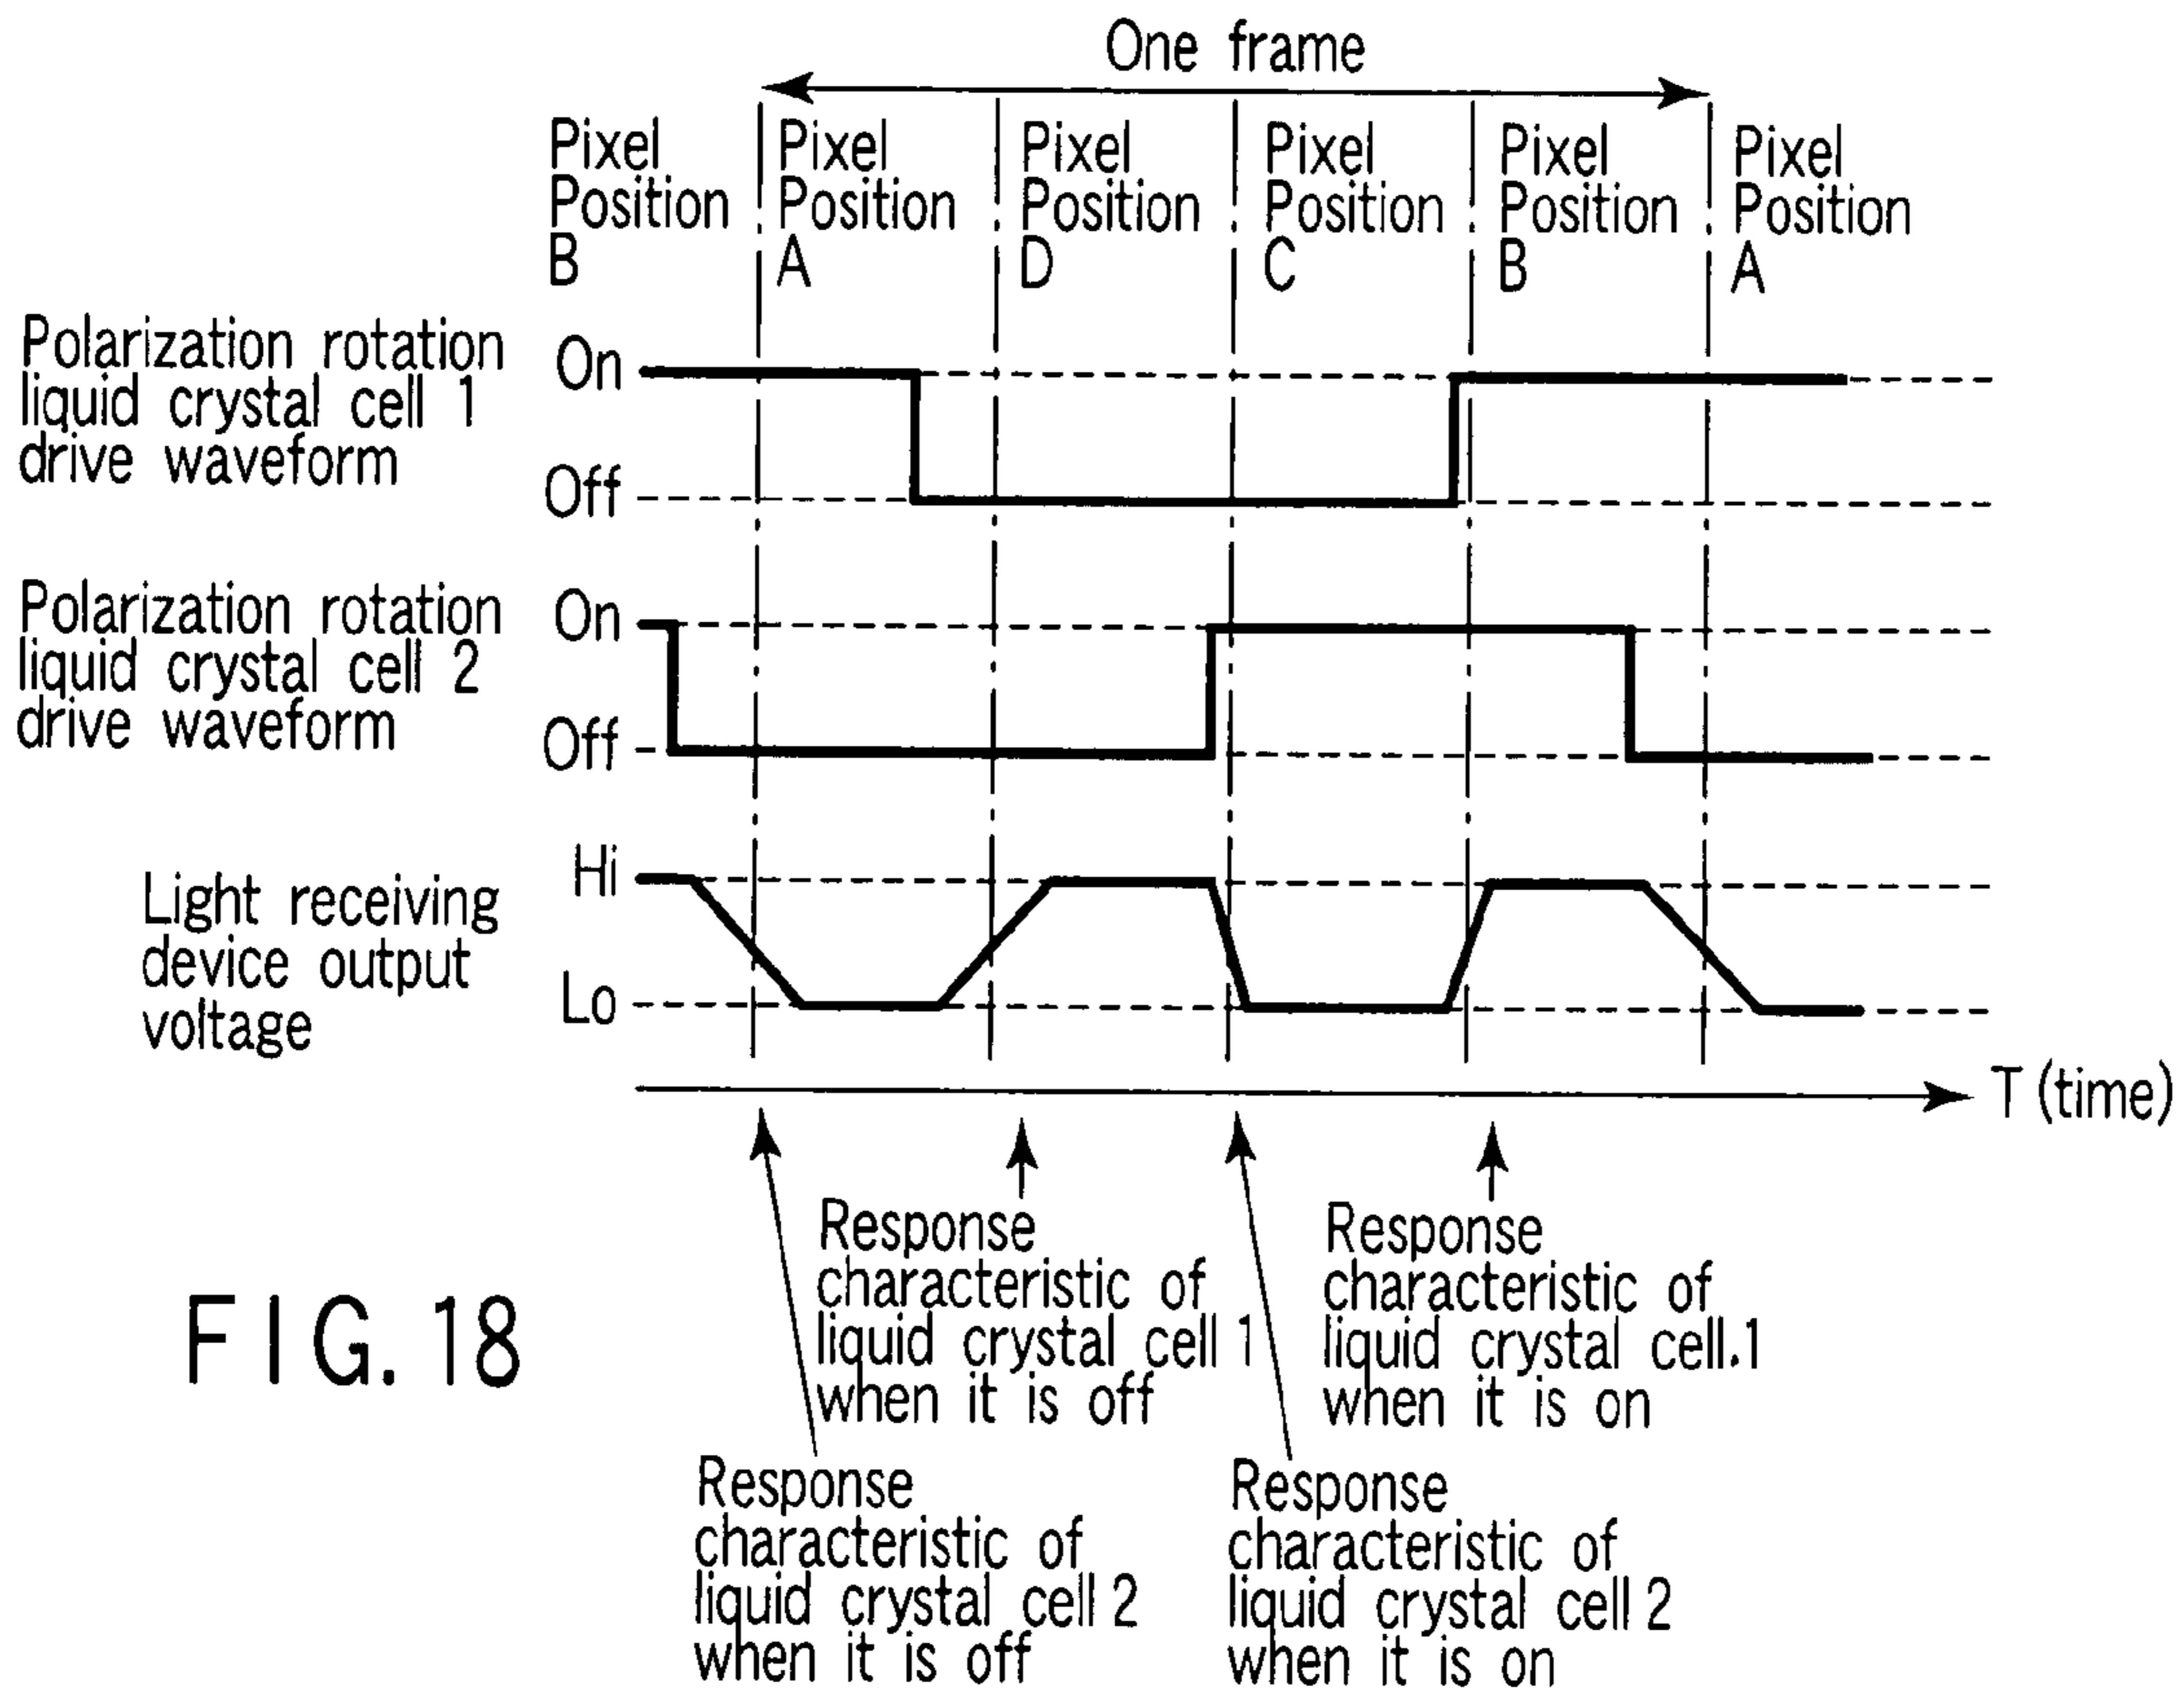 One frame
Pixel
Position
B
Pixel
Position
A
Pixel
Position
D
Pixel
Position
C
Pixel
Position
B
Pixel
Position
A
Polarization rotation
liquid crystal cell 1
drive waveform
On
Off
Polarization rotation
liquid crystal cell 2
drive waveform
On
Off
Light receiving
device output
voltage
Hi
Lo
T (time)
Response
characteristic of
liquid crystal cell 1
when it is off
Response
characteristic of
liquid crystal cell.1
when it is on
Response
characteristic of
liquid crystal cell 2
when it is off
Response
characteristic of
liquid crystal cell 2
when it is on
FIG. 18